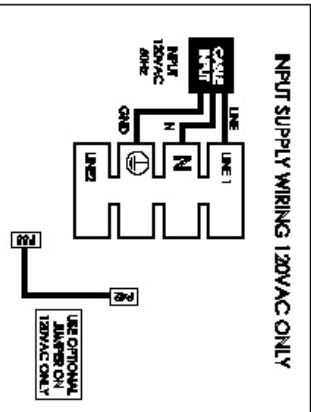 INPUT SUPPLY WIRING 120VAC ONLY
CABLE
INPUT
INPUT
120VAC
60Hz
LINE
N
GND
LINE 1
N
LINE2
USE OPTIONAL
JUMPER ON
120VAC ONLY